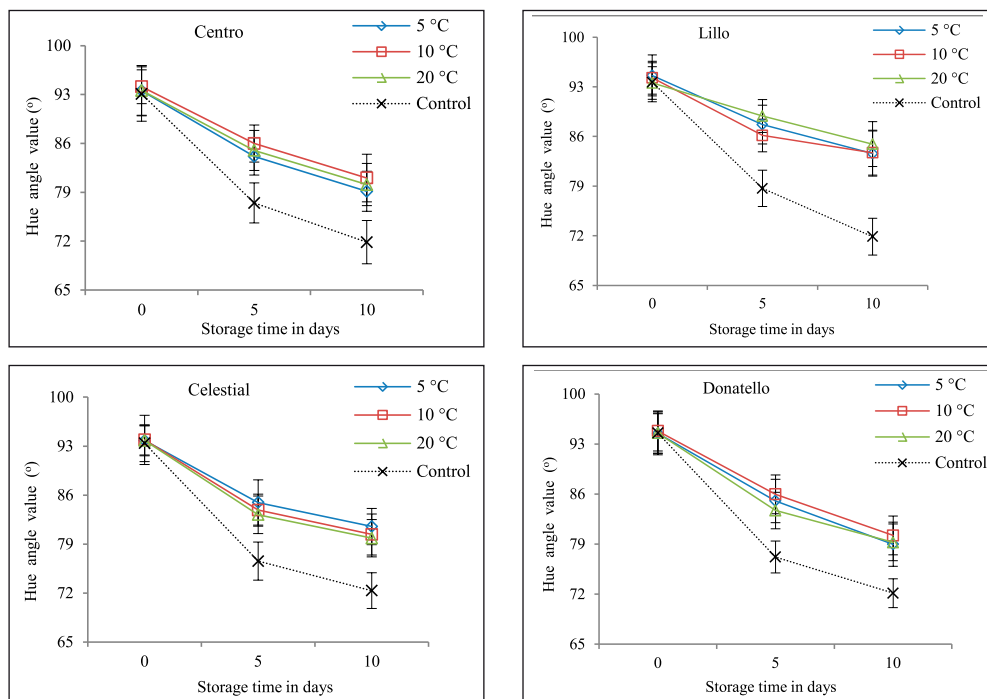 Centro
5 °C
10 °C
20 °C
Control
Hue angle value (°)
100
93
86
79
72
65
0 5 10
Storage time in days
Lillo
5 °C
10 °C
20 °C
Control
Hue angle value (°)
100
93
86
79
72
65
0 5 10
Storage time in days
Celestial
5 °C
10 °C
20 °C
Control
Hue angle value (°)
100
93
86
79
72
65
0 5 10
Storage time in days
Donatello
5 °C
10 °C
20 °C
Control
Hue angle value (°)
100
93
86
79
72
65
0 5 10
Storage time in days